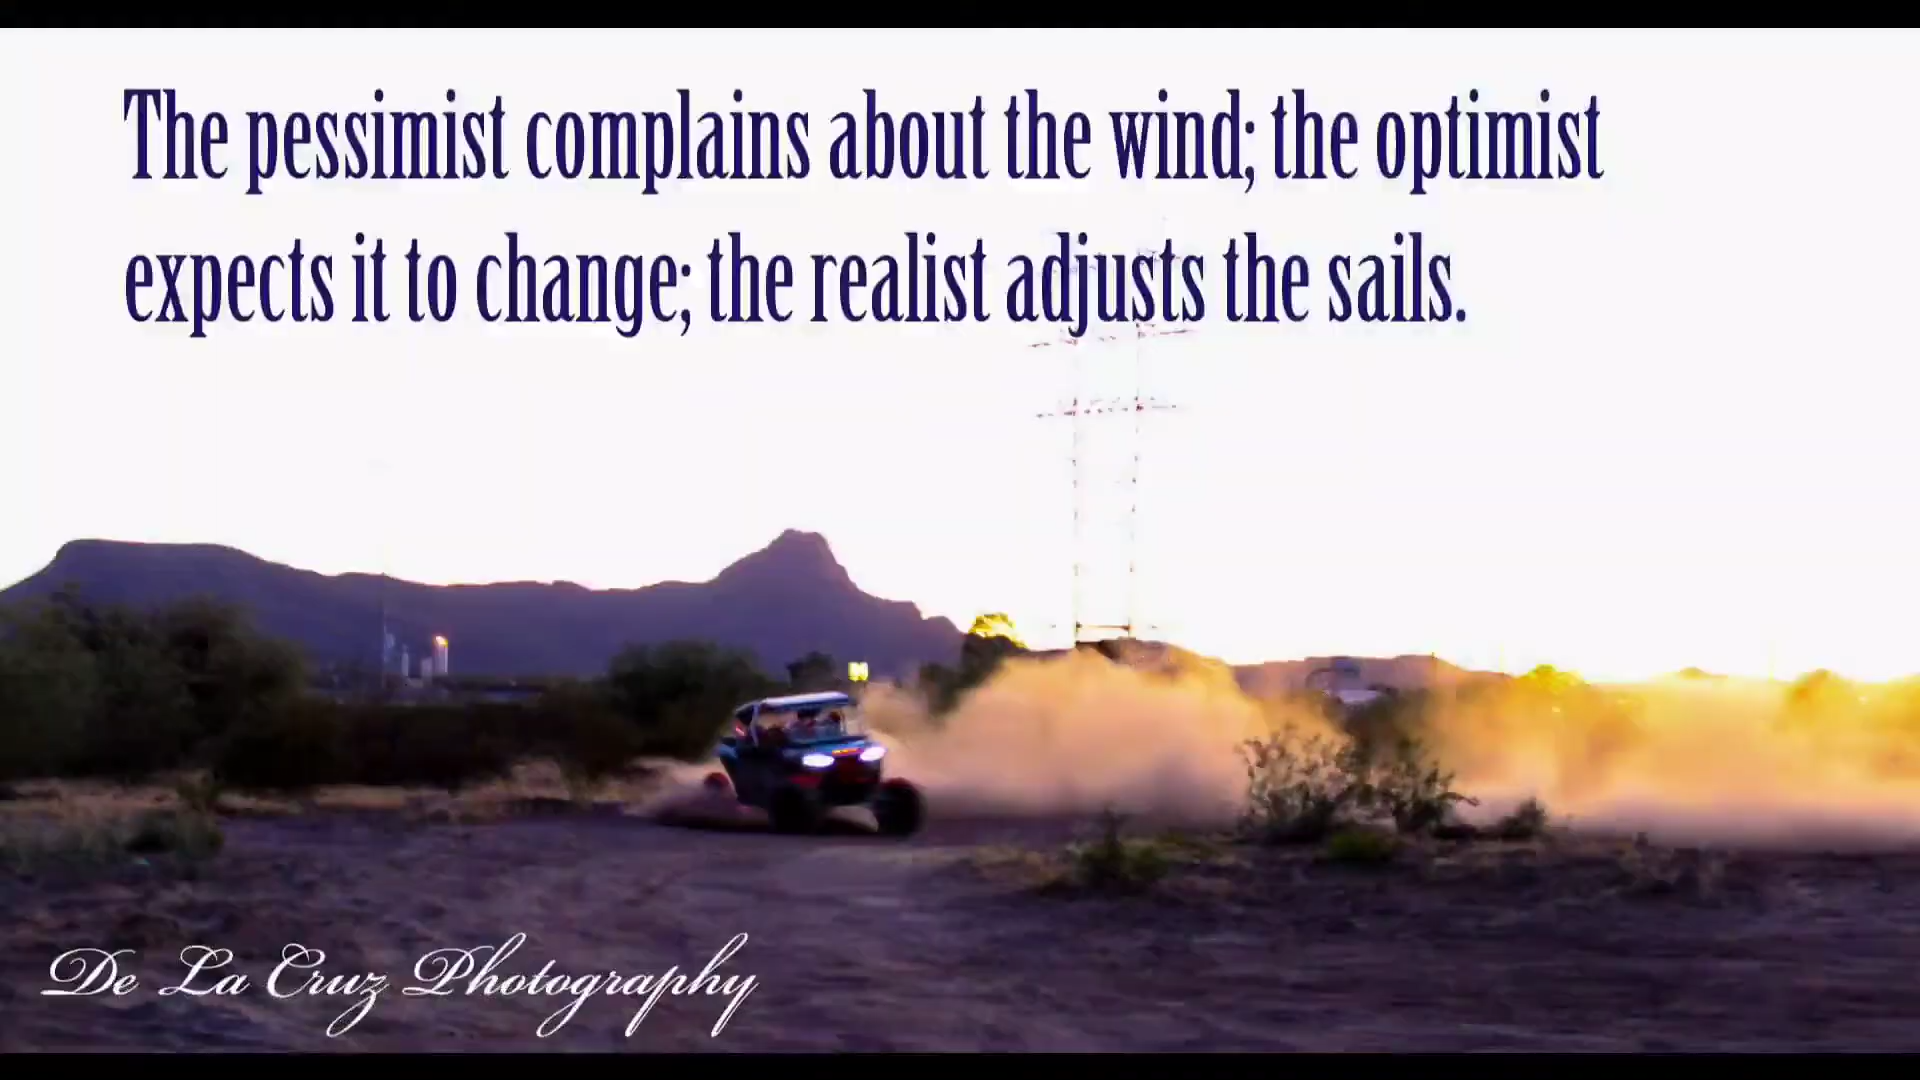 The pessimist complains about the wind; the optimist
expects it to change; the realist adjusts the sails.
De La Cruz Photography